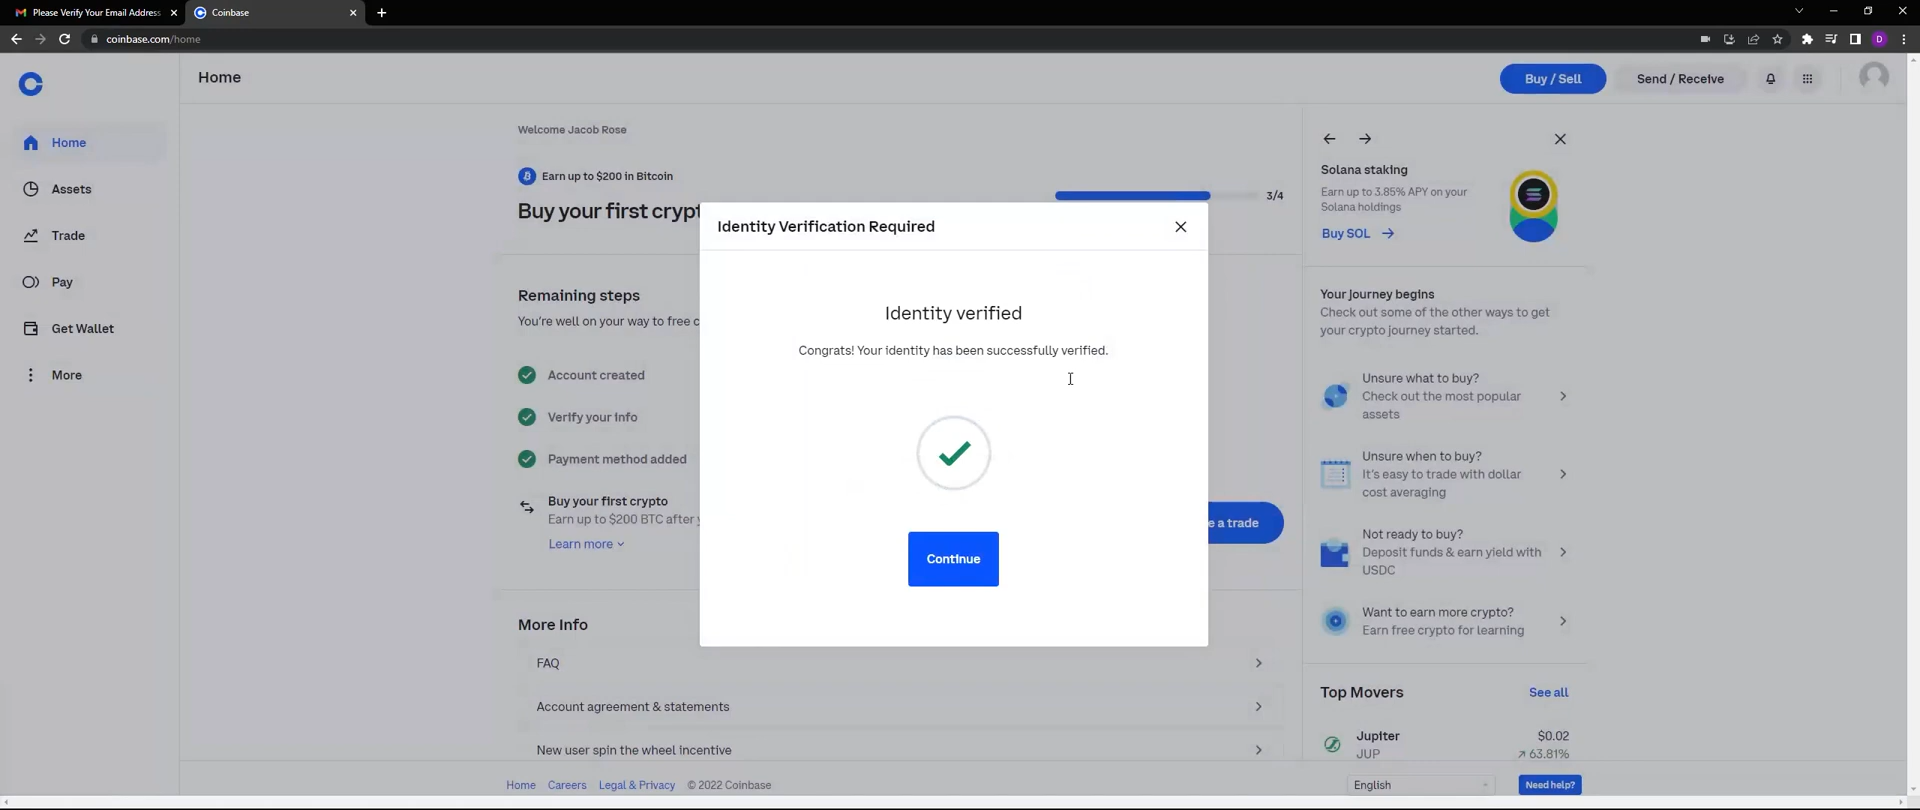 Please Verify Your Email Address
Coinbase
coinbase.com/home
D
Home
Buy / Sell
Send / Receive
Home
Assets
Trade
Pay
Get Wallet
More
Welcome Jacob Rose
Earn up to $200 in Bitcoin
Buy your first crypt
3/4
Remaining steps
You're well on your way to free c
Account created
Verify your info
Payment method added
Buy your first crypto
Earn up to $200 BTC after
Learn more
e a trade
More Info
FAQ
Account agreement & statements
New user spin the wheel incentive
Identity Verification Required
Identity verified
Congrats! Your identity has been successfully verified.
Continue
Solana staking
Earn up to 3.85% APY on your
Solana holdings
Buy SOL
Your journey begins
Check out some of the other ways to get
your crypto journey started.
Unsure what to buy?
Check out the most popular
assets
Unsure when to buy?
It's easy to trade with dollar
cost averaging
Not ready to buy?
Deposit funds & earn yield with
USDC
Want to earn more crypto?
Earn free crypto for learning
Top Movers
See all
Jupiter
$0.02
JUP
↗ 63.81%
Home
Careers
Legal & Privacy
© 2022 Coinbase
English
Need help?